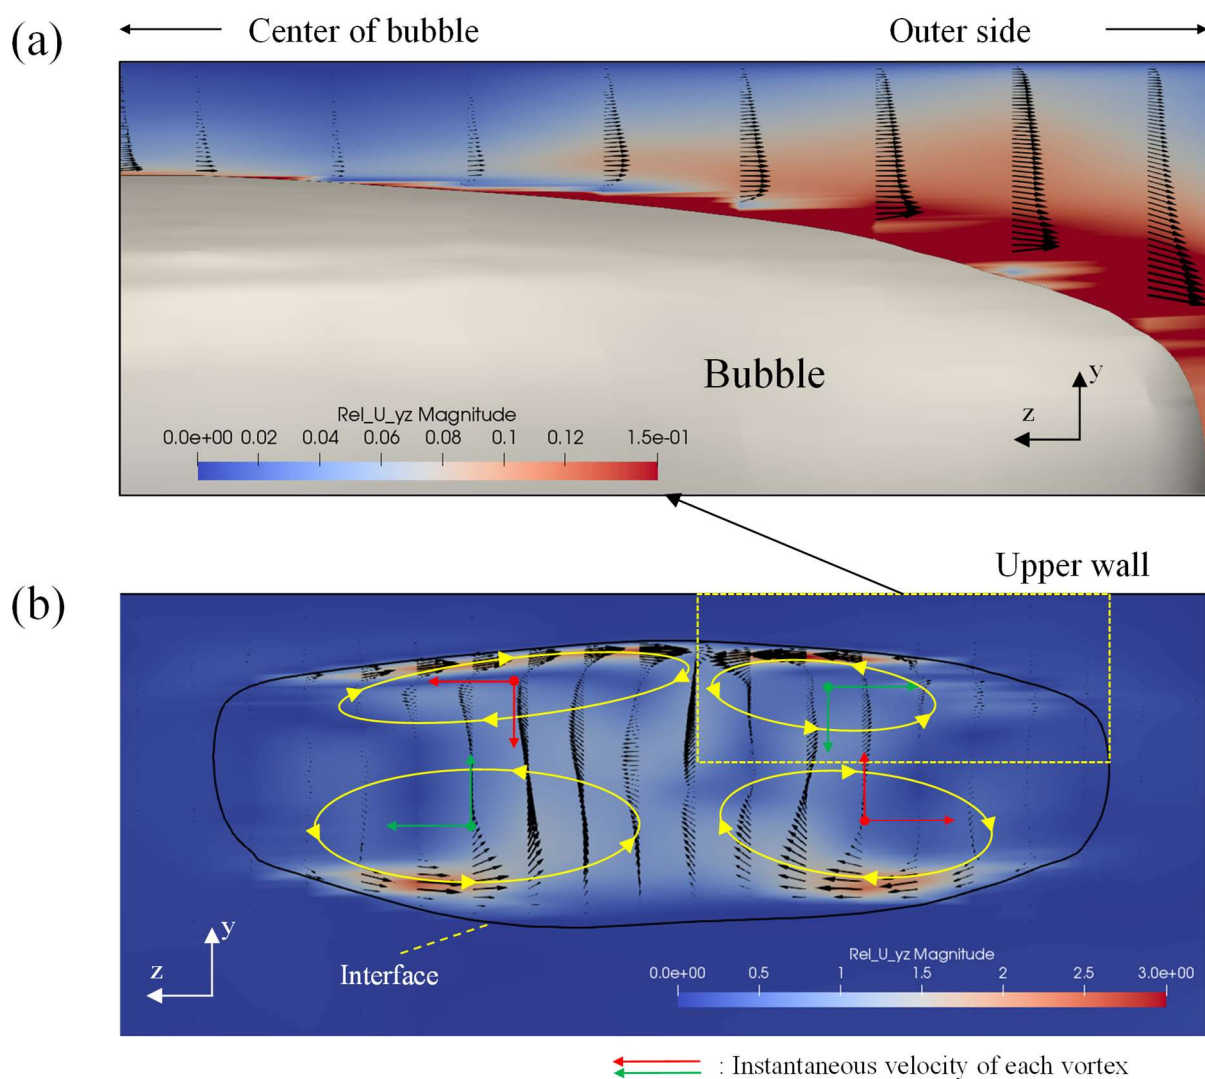 (a)
Center of bubble
Outer side
Bubble
y
z
Rel_U_yz Magnitude
0.0e+00 0.02 0.04 0.06 0.08 0.1 0.12 1.5e-01
Upper wall
(b)
y
z
Interface
Rel_U_yz Magnitude
0.0e+00 0.5 1 1.5 2 2.5 3.0e+00
: Instantaneous velocity of each vortex